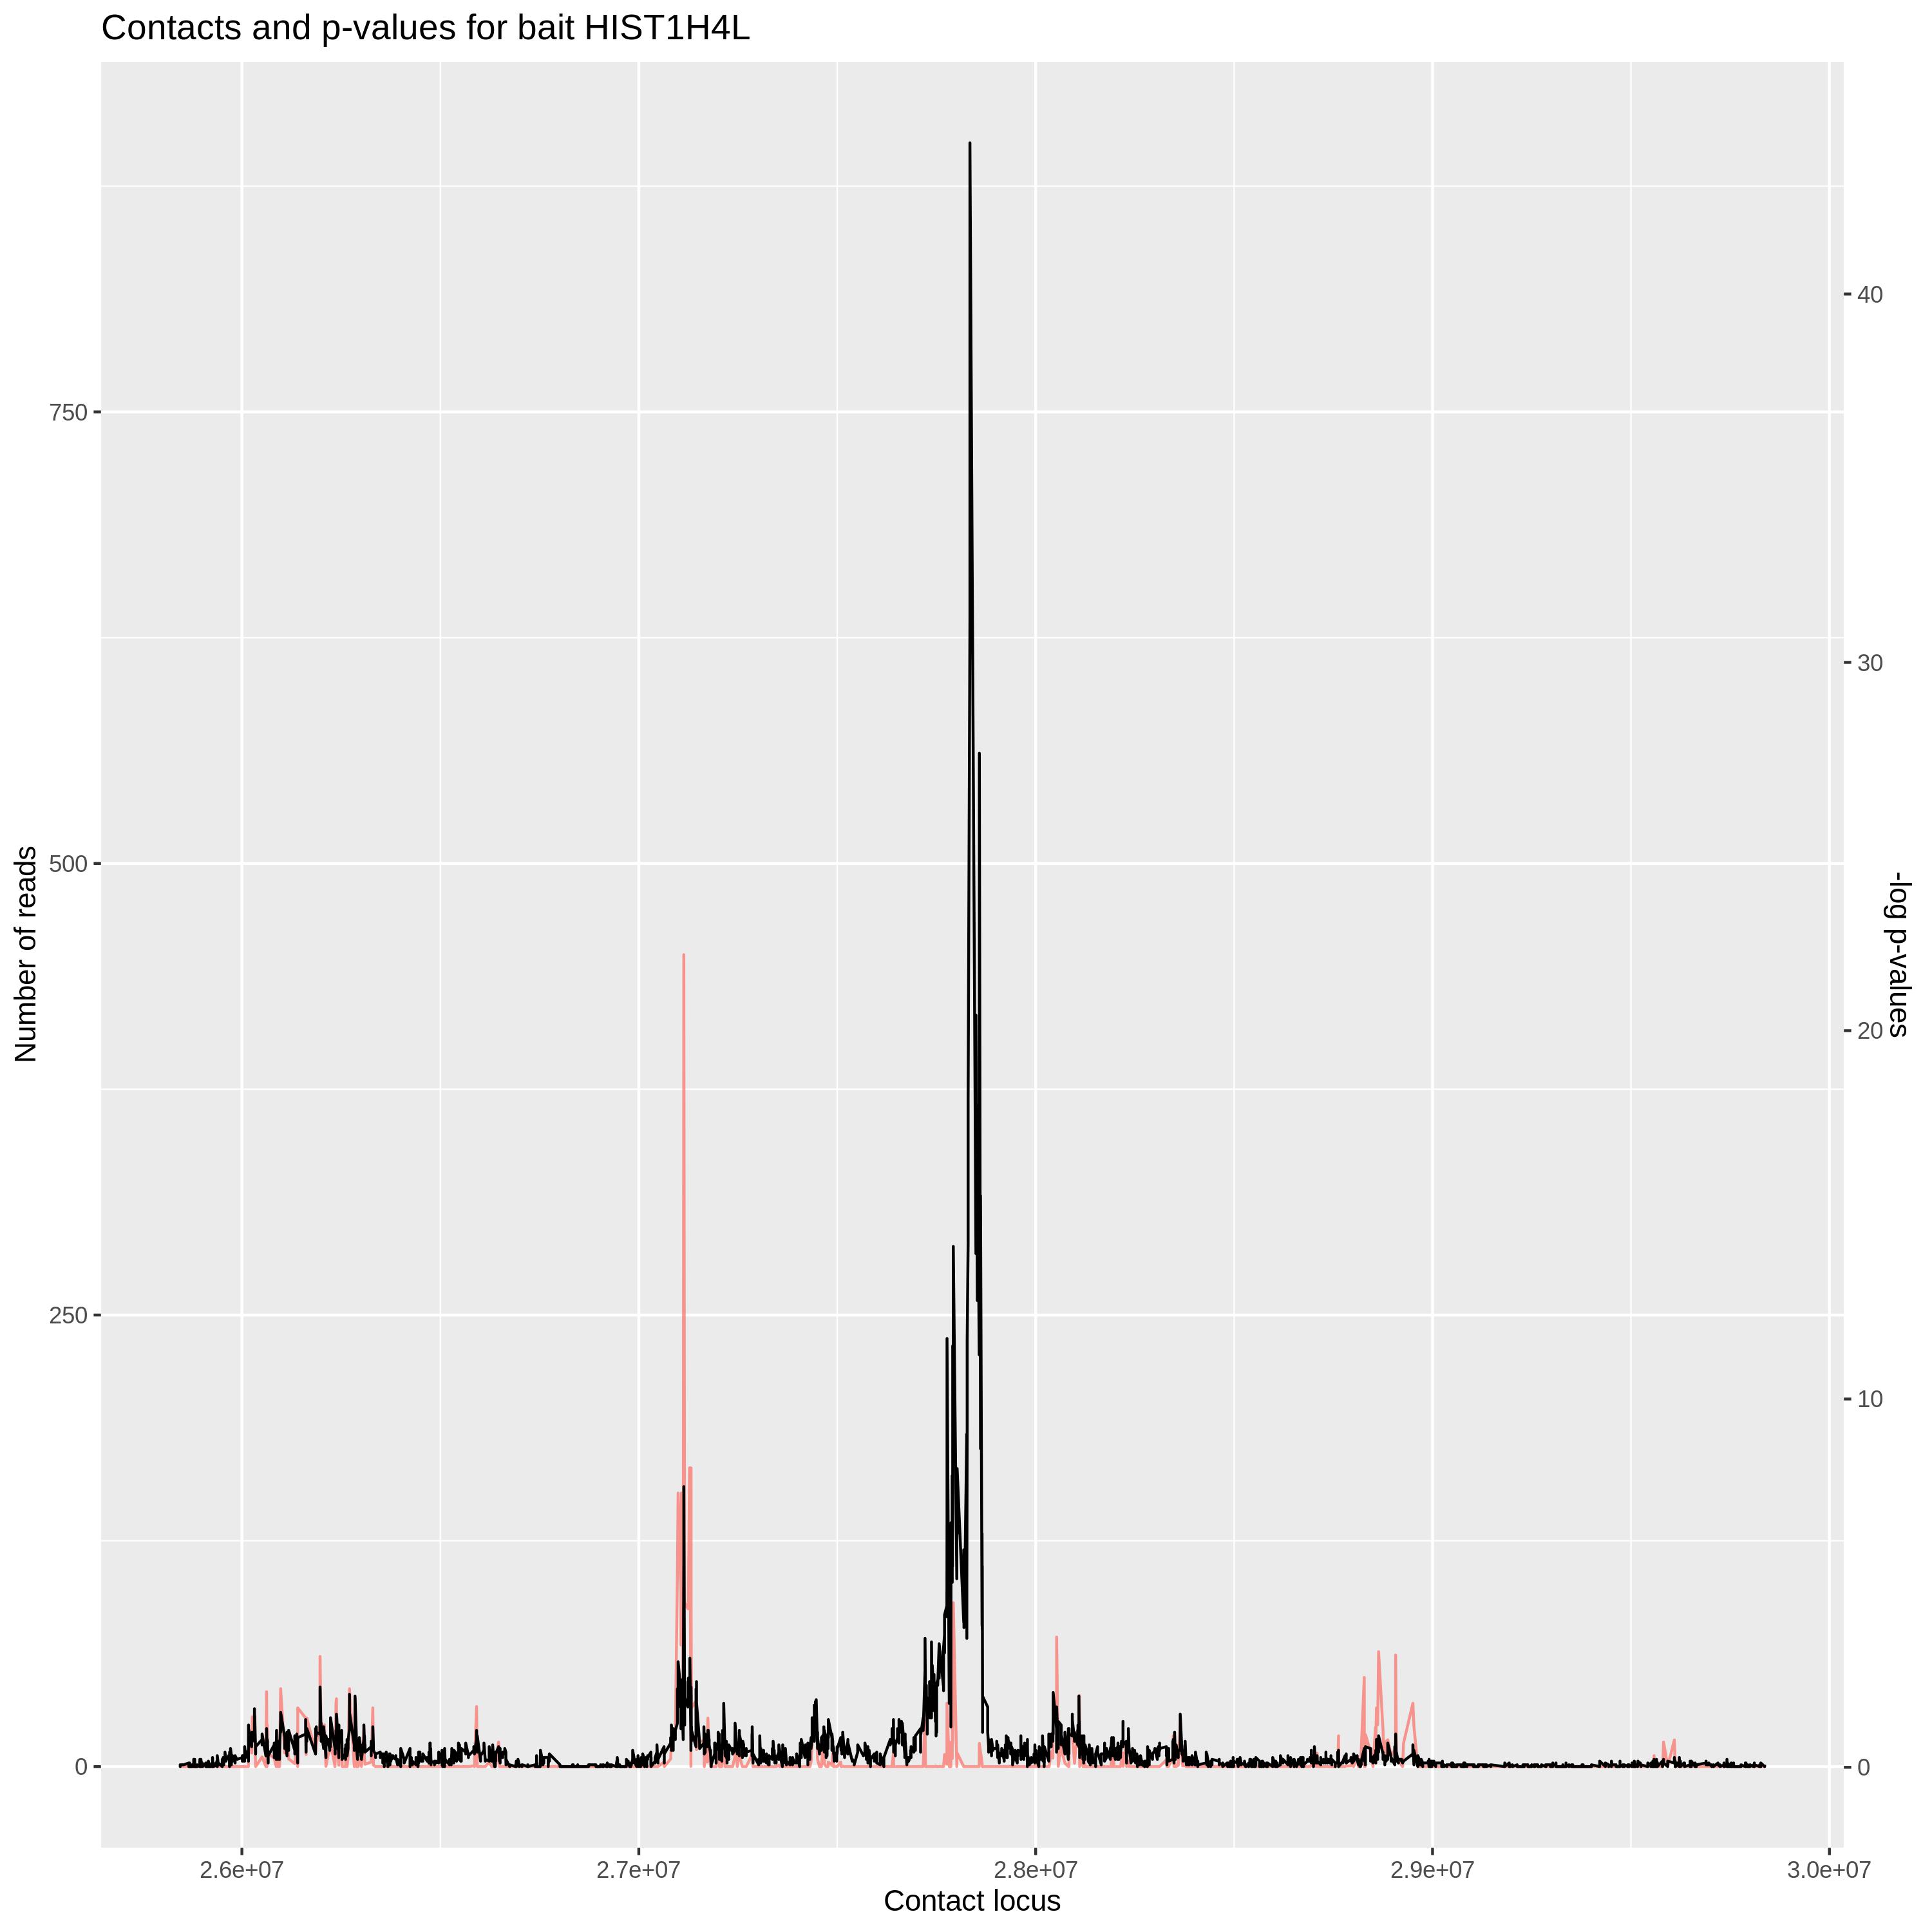 Contacts and p-values for bait HIST1H4L
Number of reads
750
500
250
0
40
30
20
10
0
-log p-values
2.6e+07
2.7e+07
2.8e+07
2.9e+07
3.0e+07
Contact locus